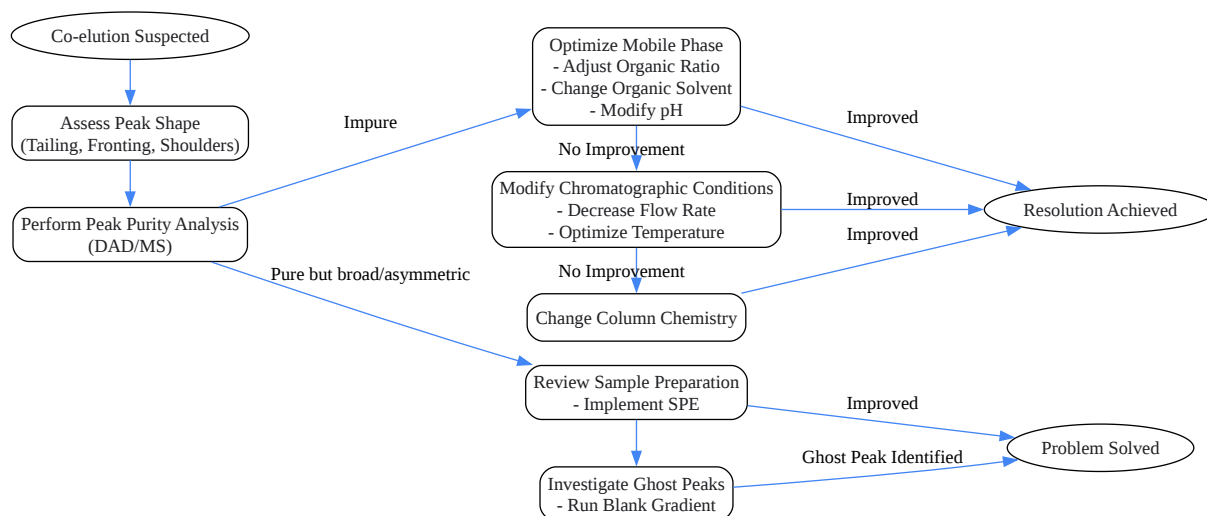 Co-elution Suspected
Assess Peak Shape
(Tailing, Fronting, Shoulders)
Perform Peak Purity Analysis
(DAD/MS)
Impure
Pure but broad/asymmetric
Optimize Mobile Phase
- Adjust Organic Ratio
- Change Organic Solvent
- Modify pH
No Improvement
Improved
Modify Chromatographic Conditions
- Decrease Flow Rate
- Optimize Temperature
Improved
No Improvement
Improved
Change Column Chemistry
Resolution Achieved
Review Sample Preparation
- Implement SPE
Improved
Investigate Ghost Peaks
- Run Blank Gradient
Ghost Peak Identified
Problem Solved